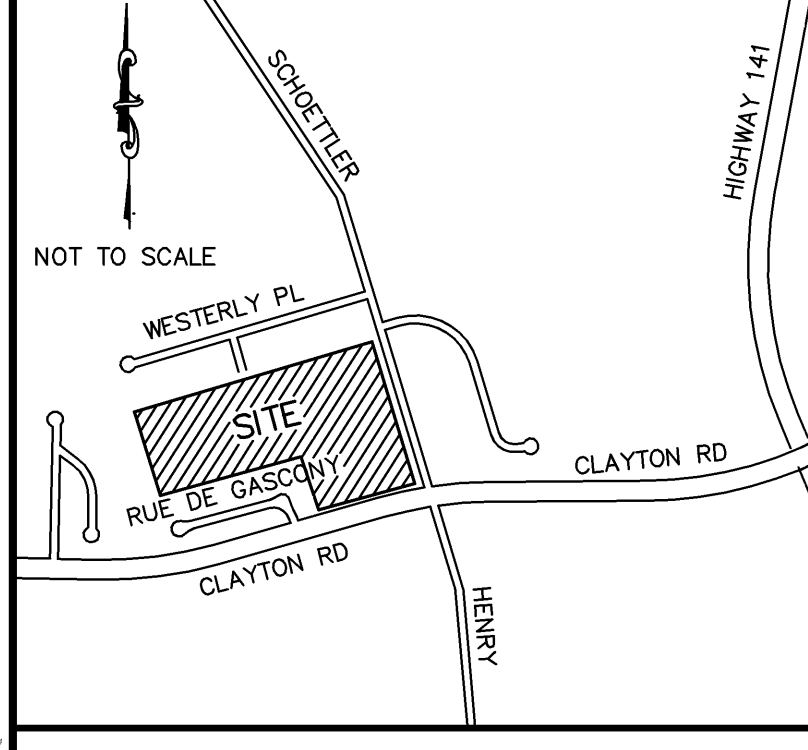 SCHOETTLER
HIGHWAY 141
NOT TO SCALE
WESTERLY PL
SITE
CLAYTON RD
RUE DE GASCONY
CLAYTON RD
HENRY